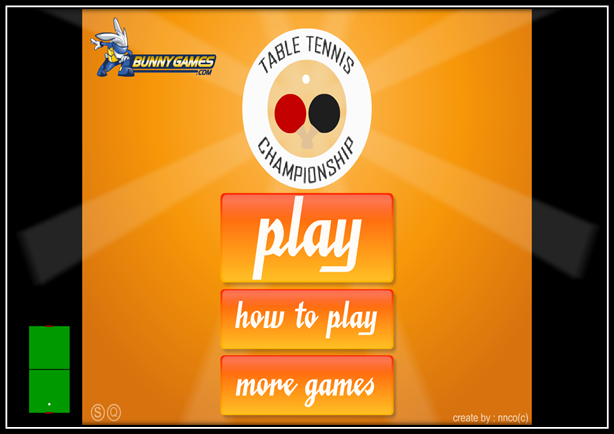 BUNNYGAMES
.COM
TABLE TENNIS
CHAMPIONSHIP
play
how to play
more games
S Q
create by : nnco(c)